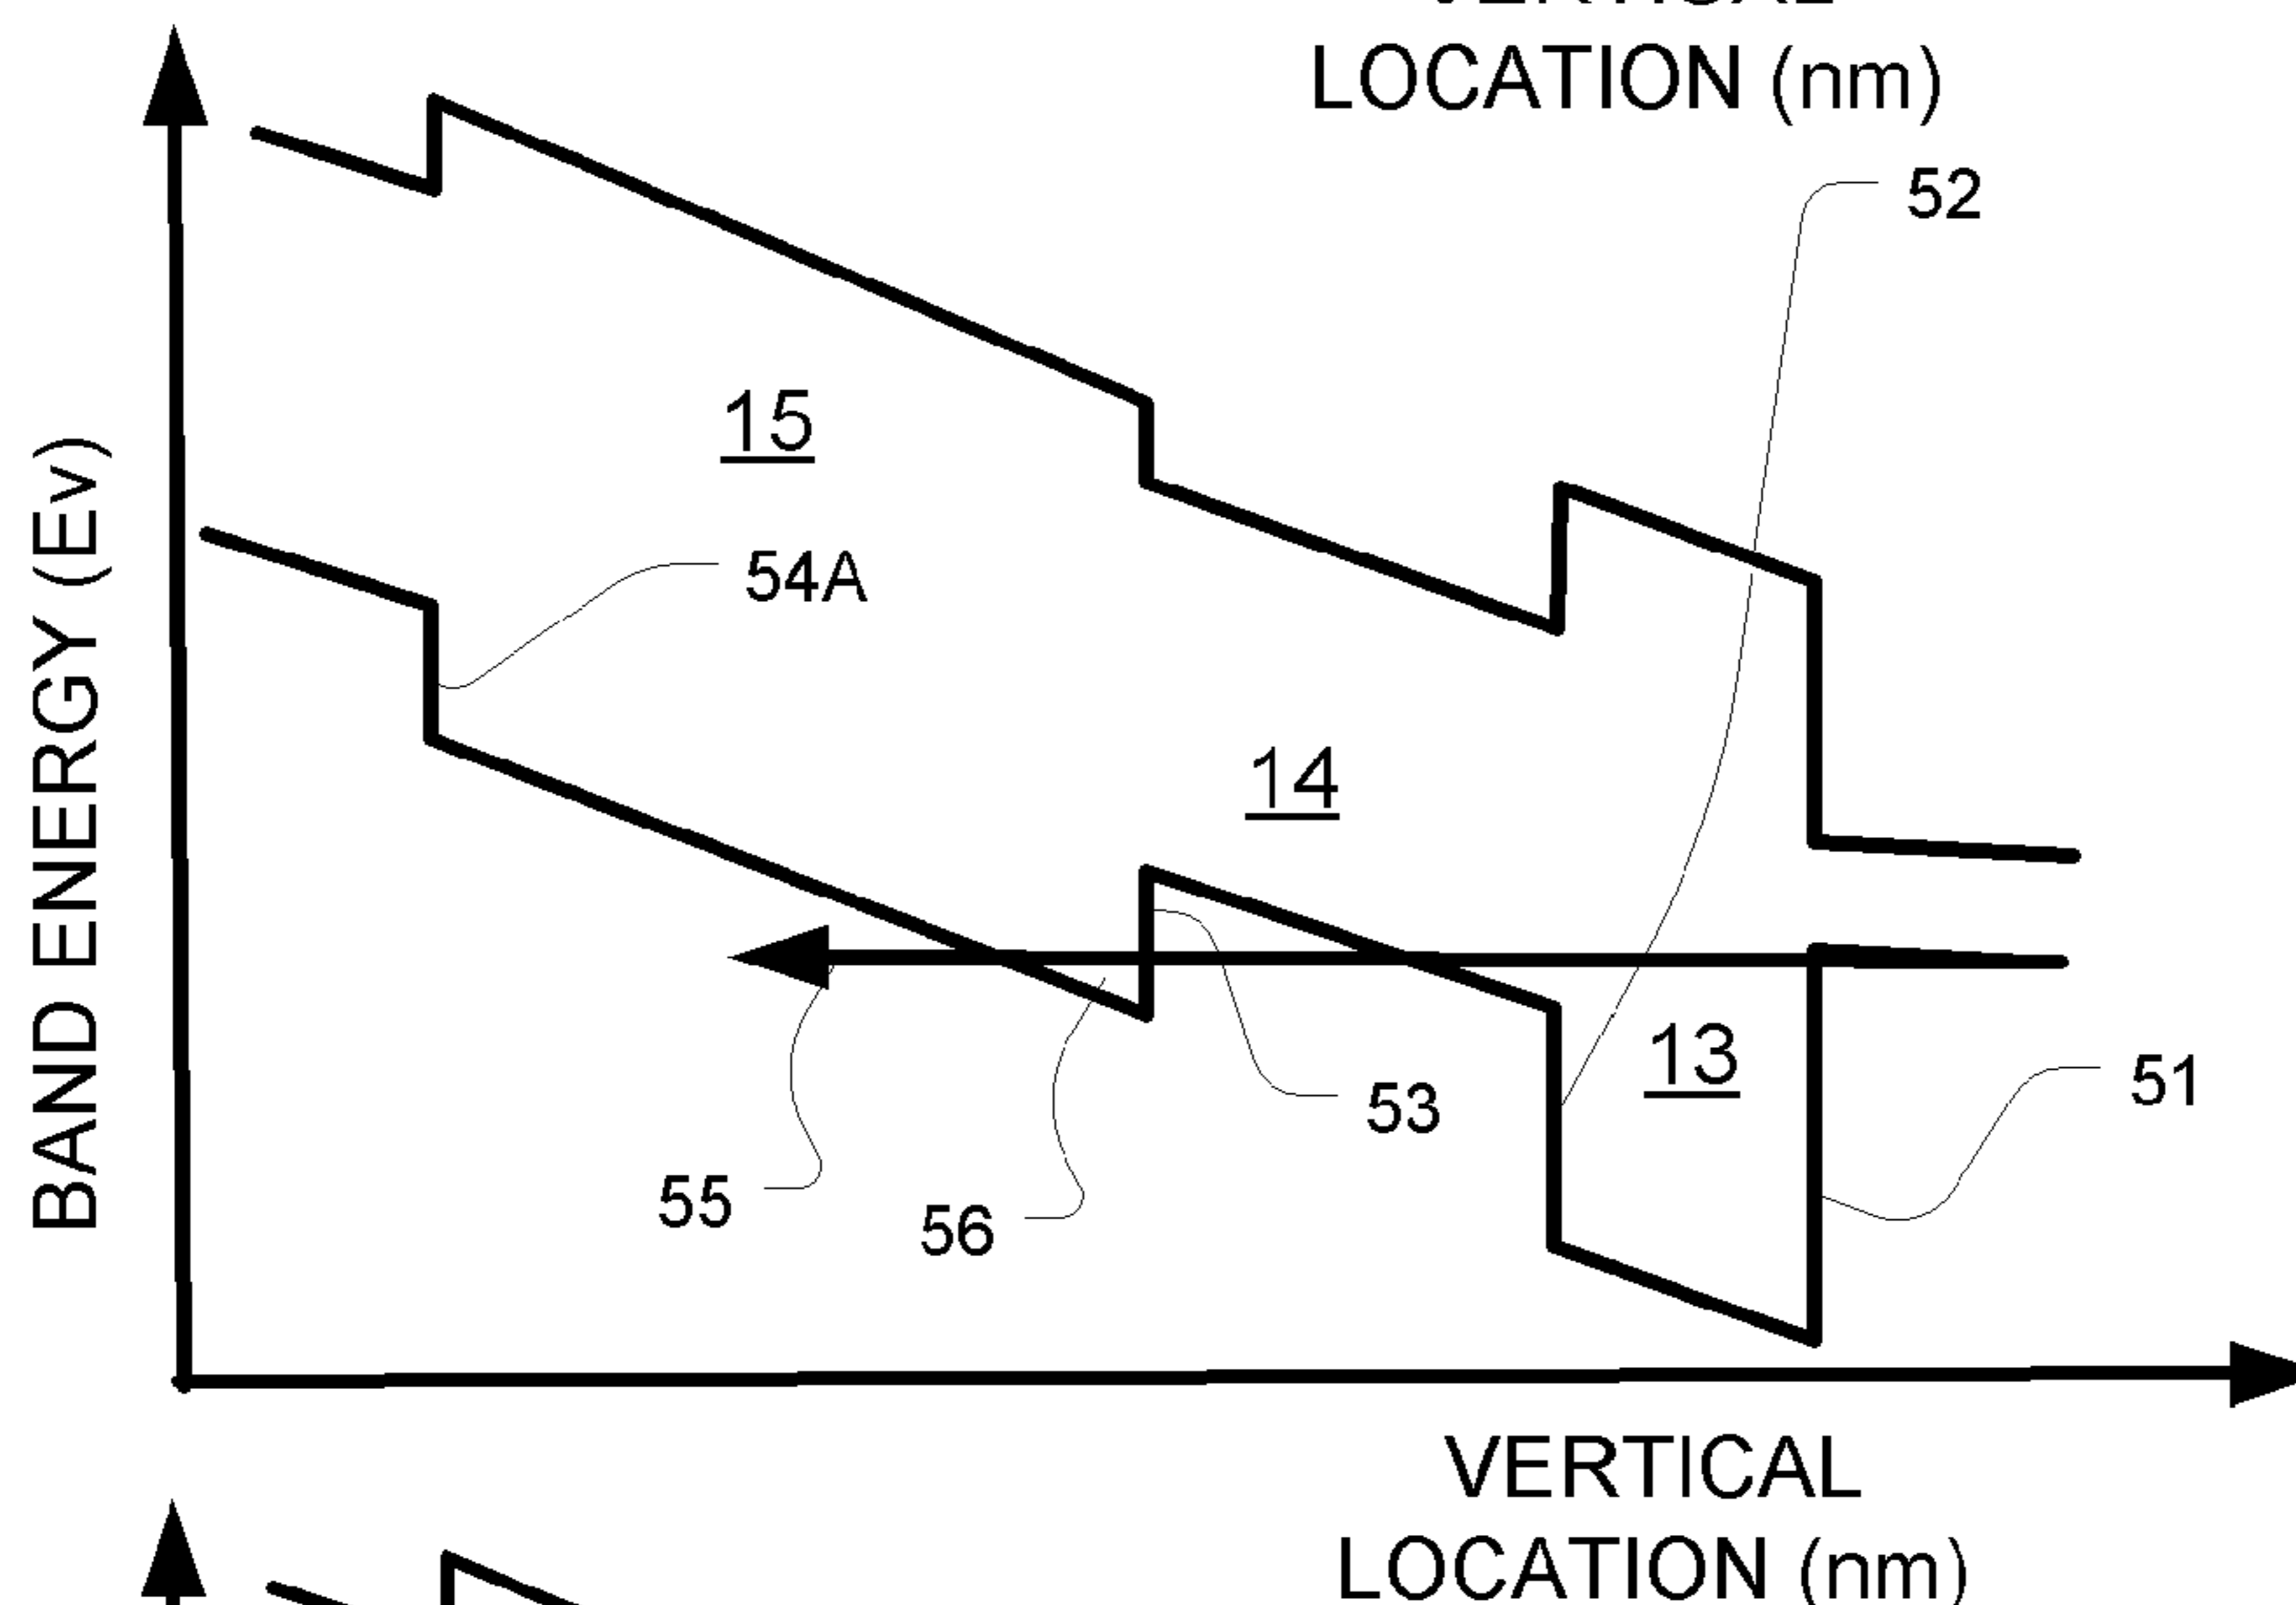 LOCATION (nm)
52
15
54A
BAND ENERGY (Ev)
14
13
51
53
55
56
VERTICAL
LOCATION (nm)